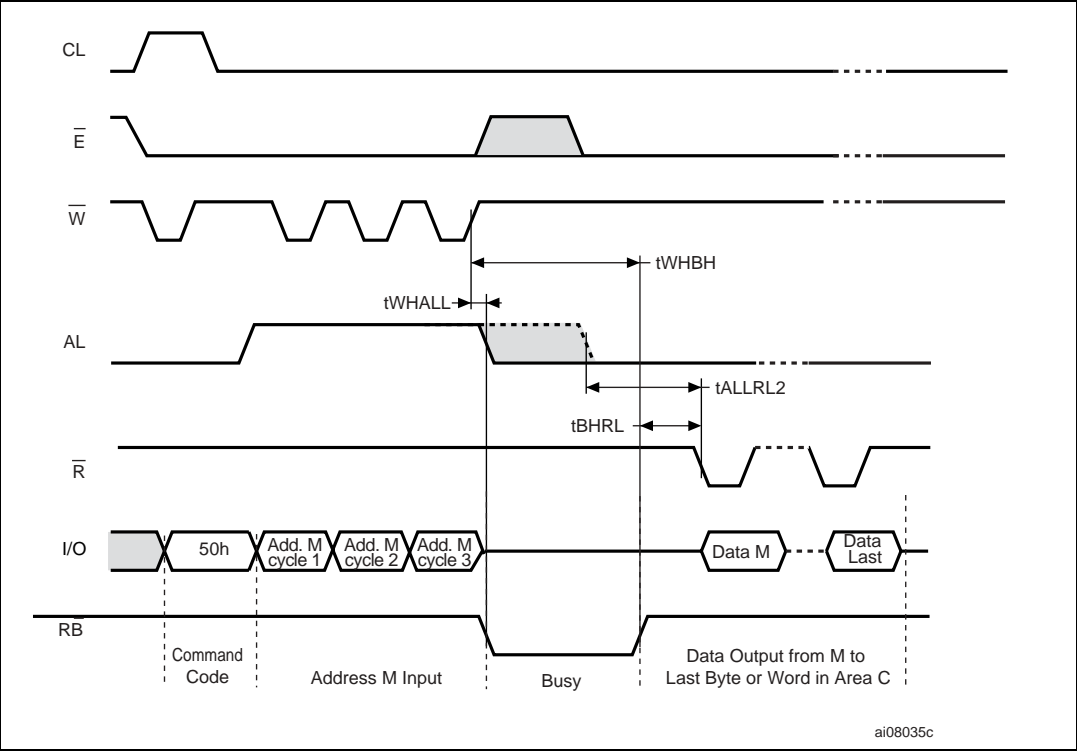 CL
E
W
tWHBH
tWHALL
AL
tALLRL2
tBHRL
R
I/O
50h
Add. M
cycle 1
Add. M
cycle 2
Add. M
cycle 3
Data M
Data
Last
RB
Command
Code
Address M Input
Busy
Data Output from M to
Last Byte or Word in Area C
ai08035c